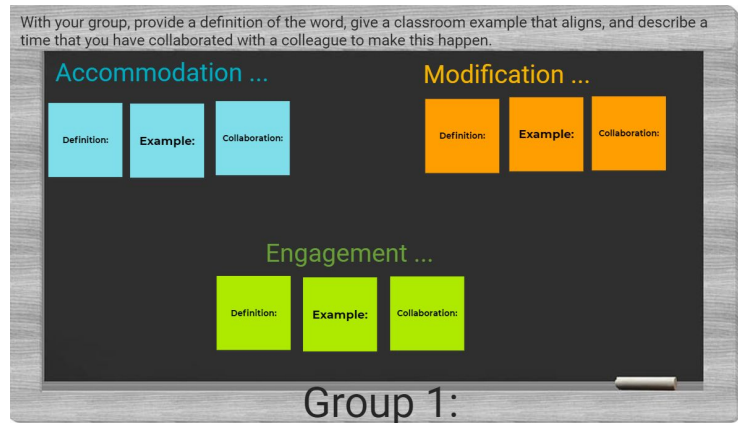 With your group, provide a definition of the word, give a classroom example that aligns, and describe a
time that you have collaborated with a colleague to make this happen.
Accommodation ...
Definition:
Example:
Collaboration:
Modification ...
Definition:
Example:
Collaboration:
Engagement ...
Definition:
Example:
Collaboration:
Group 1: